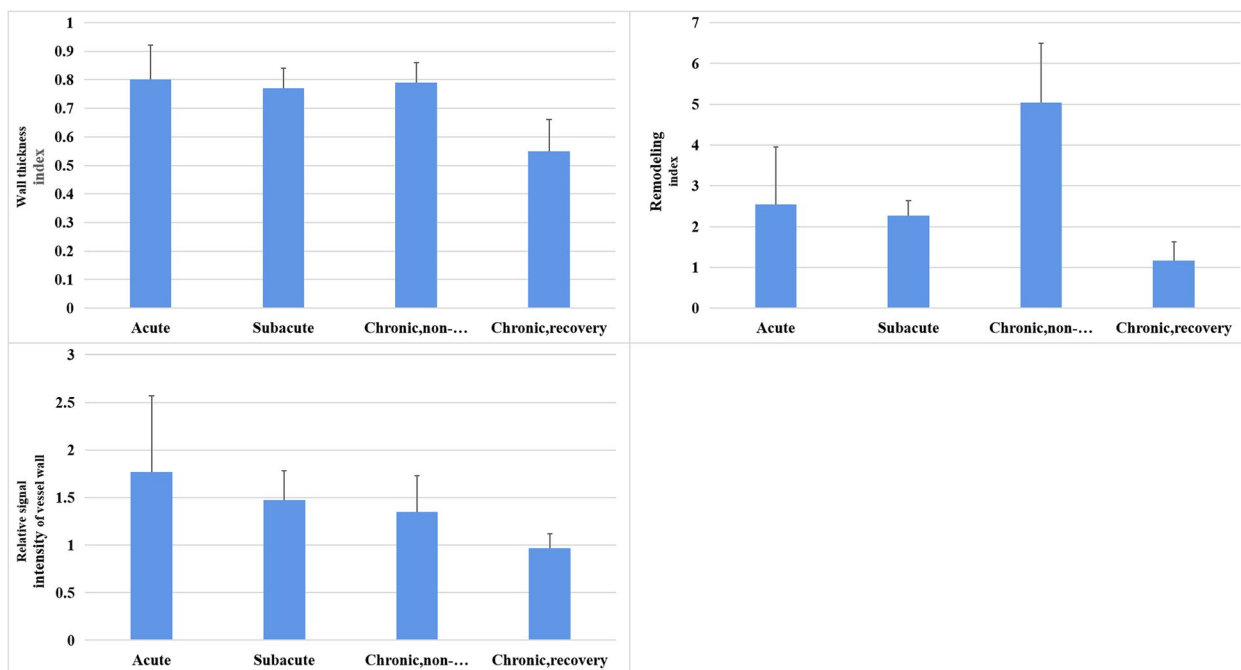 Wall thickness
index
1
0.9
0.8
0.7
0.6
0.5
0.4
0.3
0.2
0.1
0
Acute Subacute Chronic,non-... Chronic,recovery
Remodeling
index
7
6
5
4
3
2
1
0
Acute Subacute Chronic,non-... Chronic,recovery
Relative signal
intensity of vessel wall
3
2.5
2
1.5
1
0.5
0
Acute Subacute Chronic,non-... Chronic,recovery